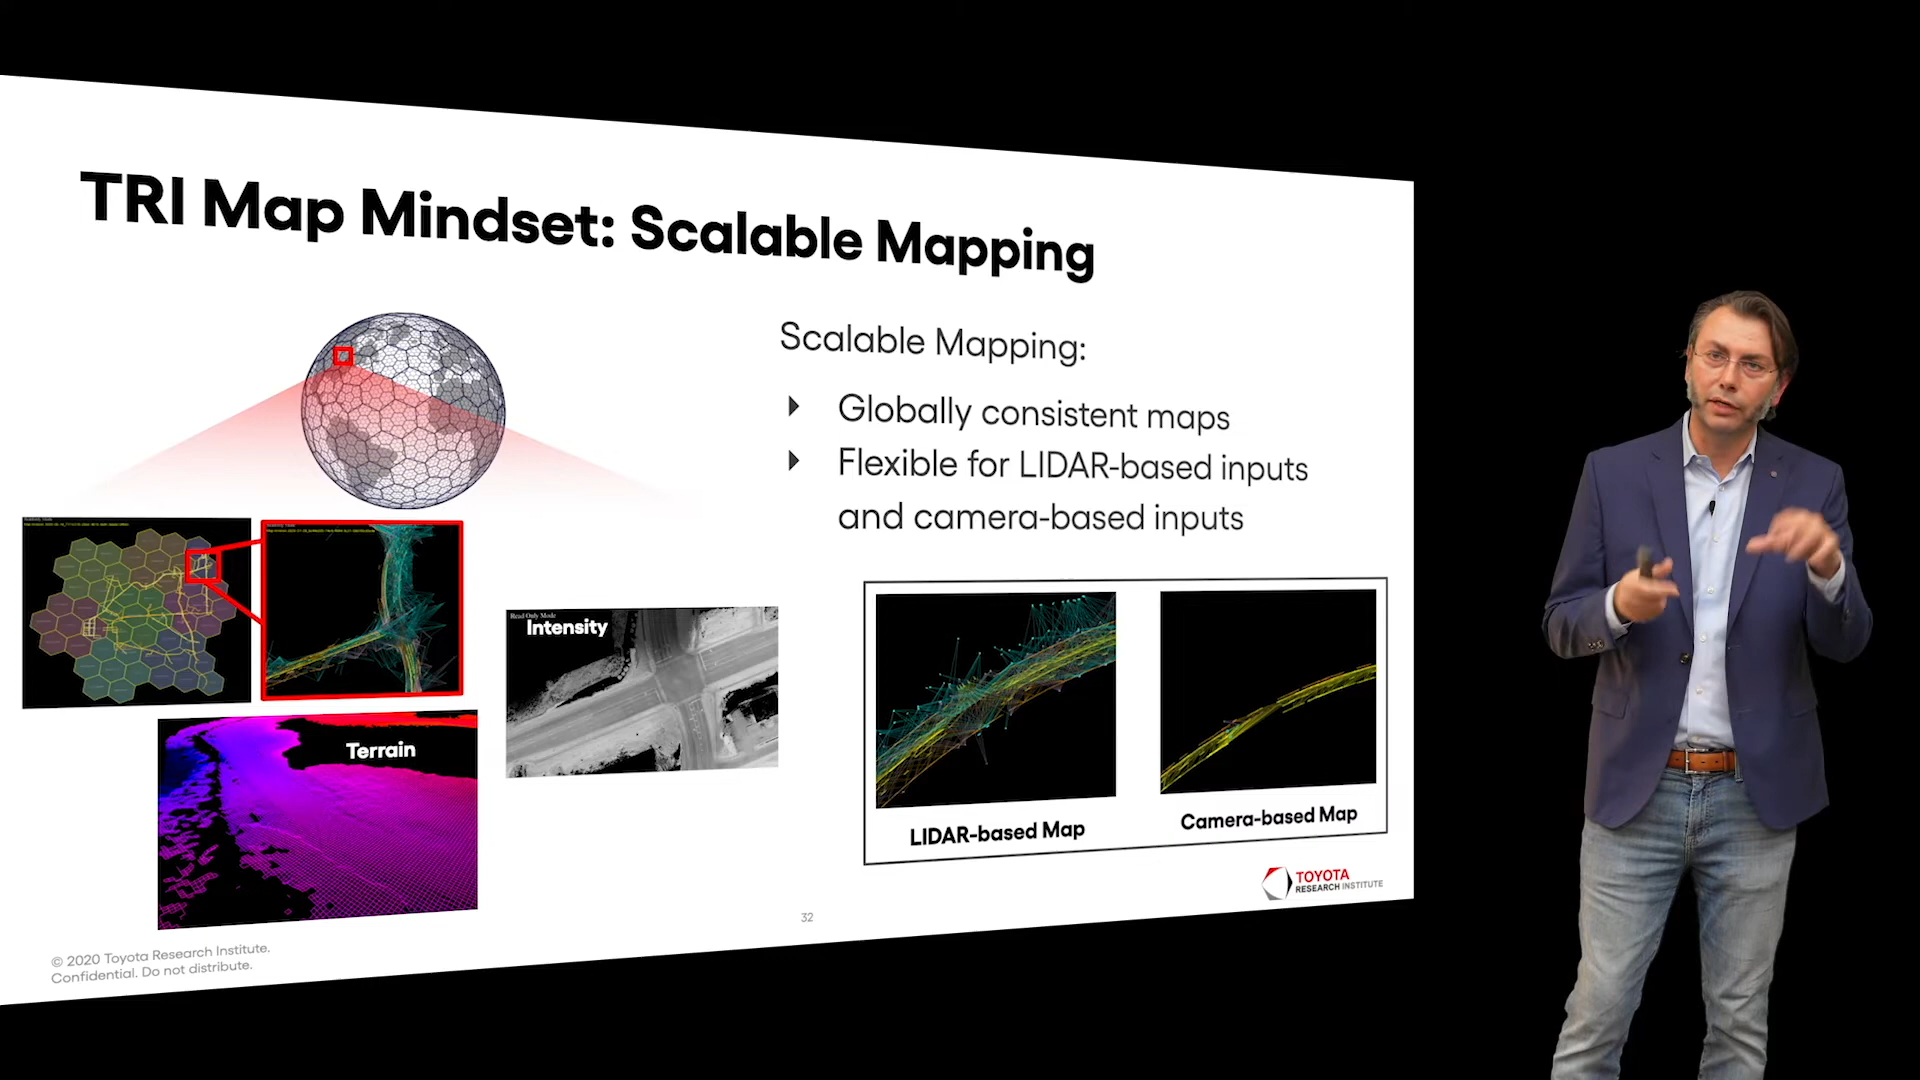 TRI Map Mindset: Scalable Mapping
Scalable Mapping:
Globally consistent maps
Flexible for LIDAR-based inputs
and camera-based inputs
Read Only Mode
Intensity
Terrain
LIDAR-based Map
Camera-based Map
TOYOTA
RESEARCH INSTITUTE
32
© 2020 Toyota Research Institute.
Confidential. Do not distribute.